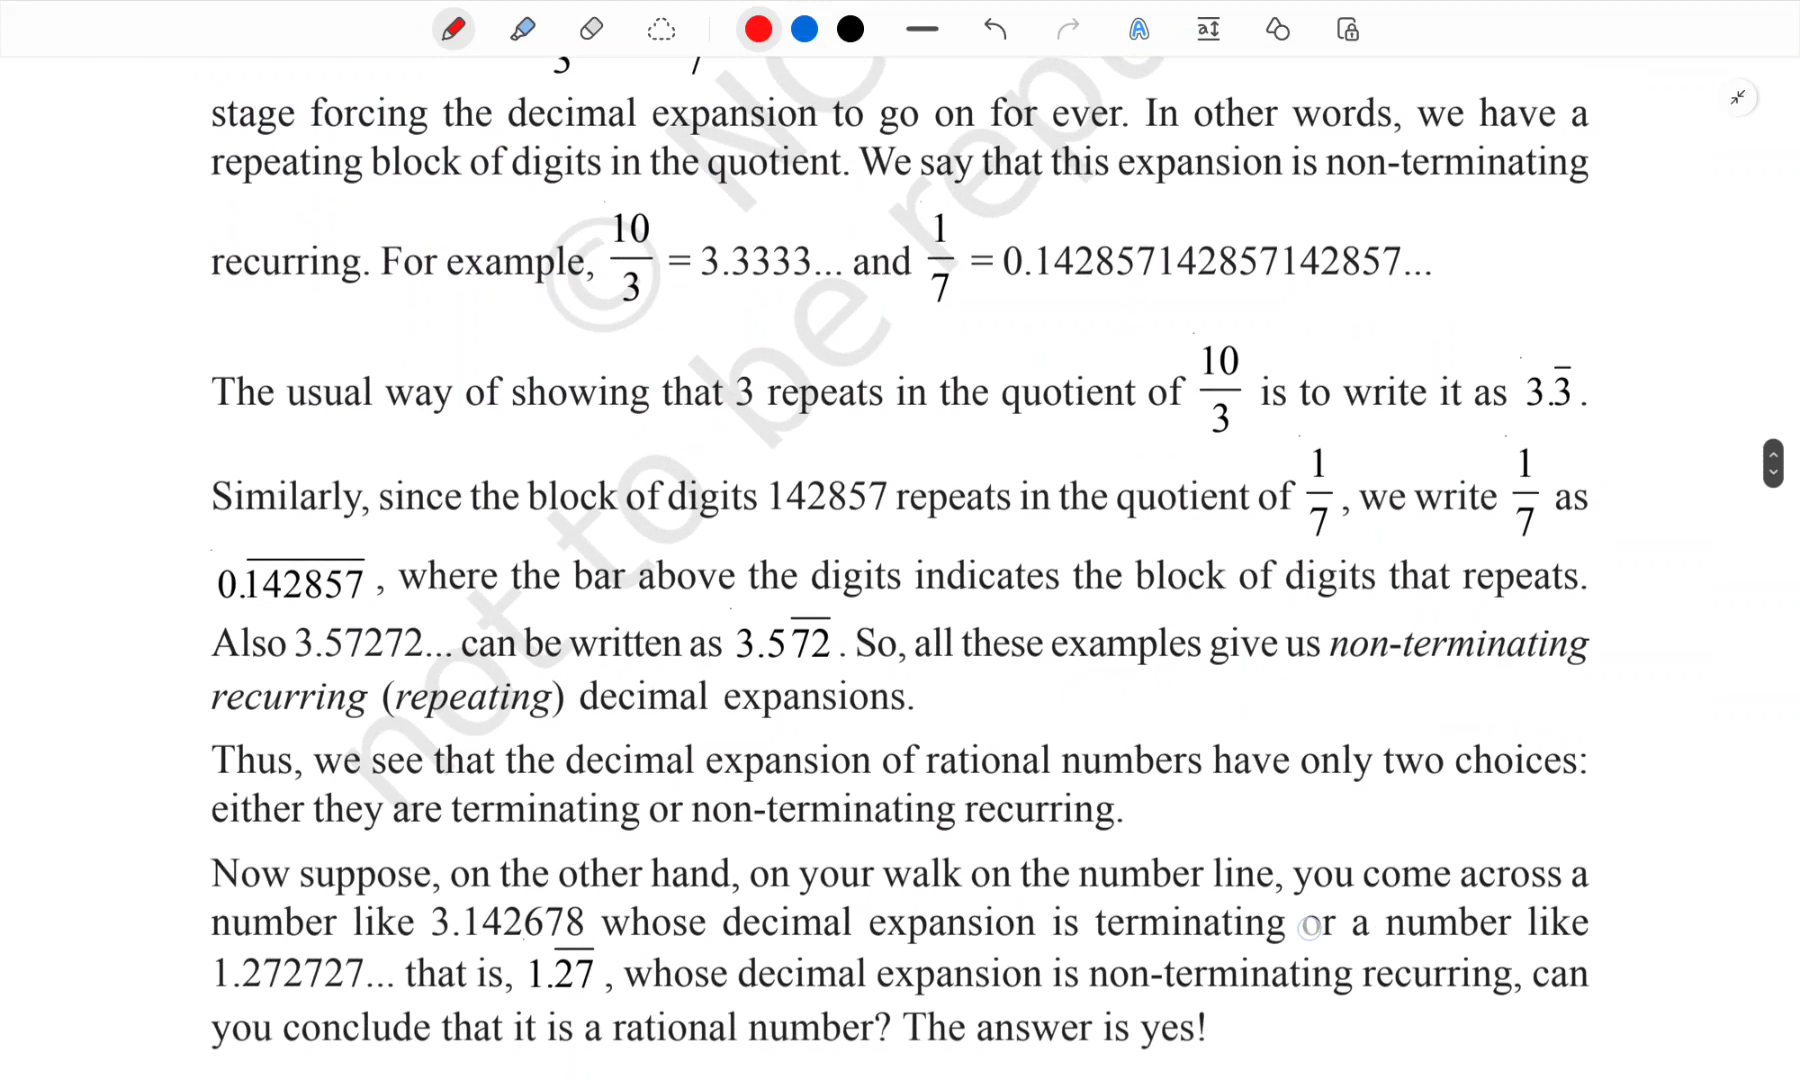 stage forcing the decimal expansion to go on for ever. In other words, we have a
repeating block of digits in the quotient. We say that this expansion is non-terminating
recurring. For example, 10/3 = 3.3333... and 1/7 = 0.142857142857142857...
The usual way of showing that 3 repeats in the quotient of 10/3 is to write it as 3.3̅.
Similarly, since the block of digits 142857 repeats in the quotient of 1/7, we write 1/7 as
0.1̅4̅2̅8̅5̅7̅, where the bar above the digits indicates the block of digits that repeats.
Also 3.57272... can be written as 3.57̅2̅. So, all these examples give us non-terminating
recurring (repeating) decimal expansions.
Thus, we see that the decimal expansion of rational numbers have only two choices:
either they are terminating or non-terminating recurring.
Now suppose, on the other hand, on your walk on the number line, you come across a
number like 3.142678 whose decimal expansion is terminating or a number like
1.272727... that is, 1.2̅7̅, whose decimal expansion is non-terminating recurring, can
you conclude that it is a rational number? The answer is yes!
not to be